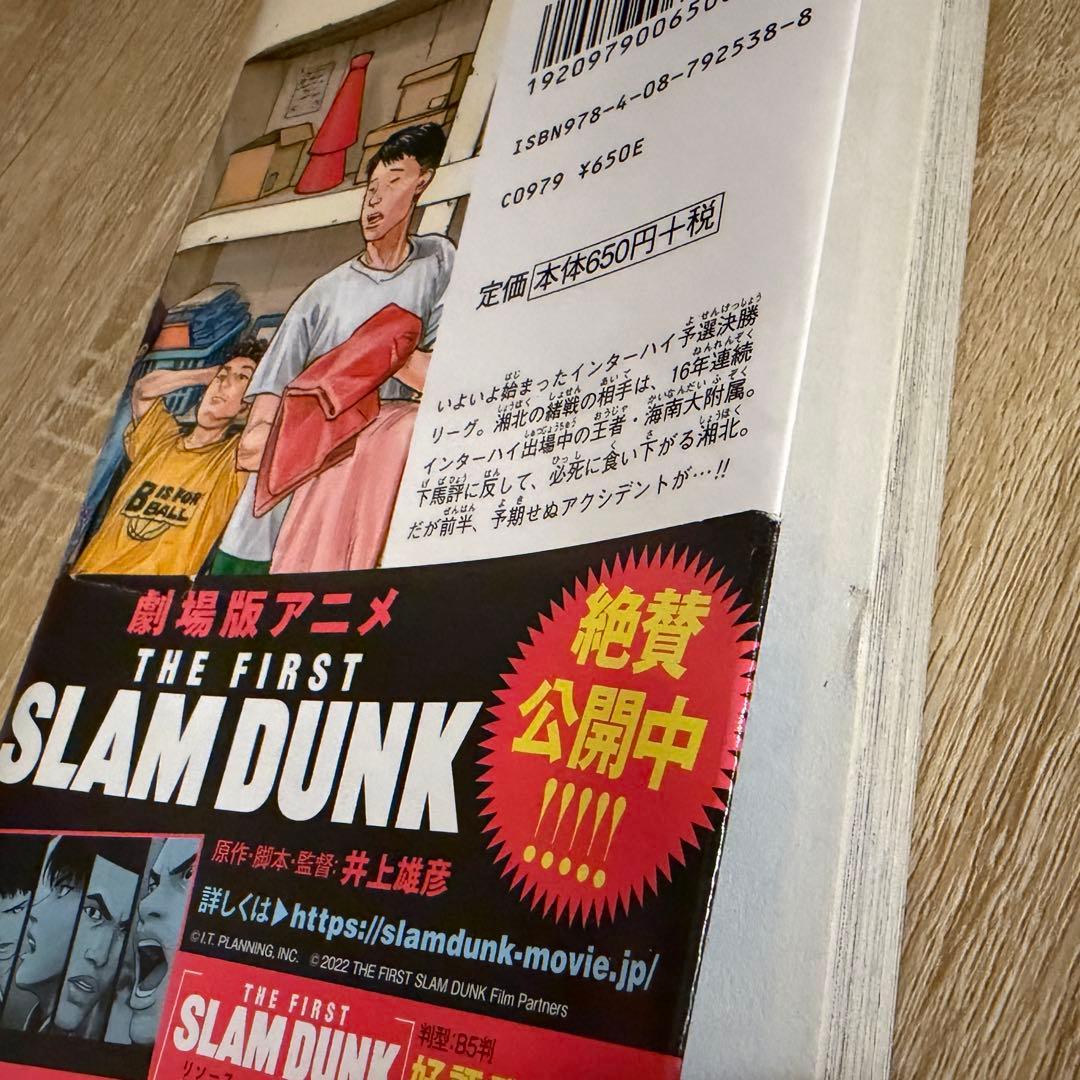 ISBN978-4-08-792538-8
C0979 ¥650E
定価 本体650円+税
いよいよ始まったインターハイ予選決勝
リーグ。湘北の緒戦の相手は、16年連続
インターハイ出場中の王者・海南大附属。
下馬評に反して、必死に食い下がる湘北。
だが前半、予期せぬアクシデントが…!!
B IS FOR
BALL
劇場版アニメ
THE FIRST
SLAM DUNK
絶賛
公開中
!!!!!
原作・脚本・監督:井上雄彦
詳しくは▶https://slamdunk-movie.jp/
©I.T. PLANNING, INC. ©2022 THE FIRST SLAM DUNK Film Partners
THE FIRST
SLAM DUNK
リソース
判型:B5判
好評